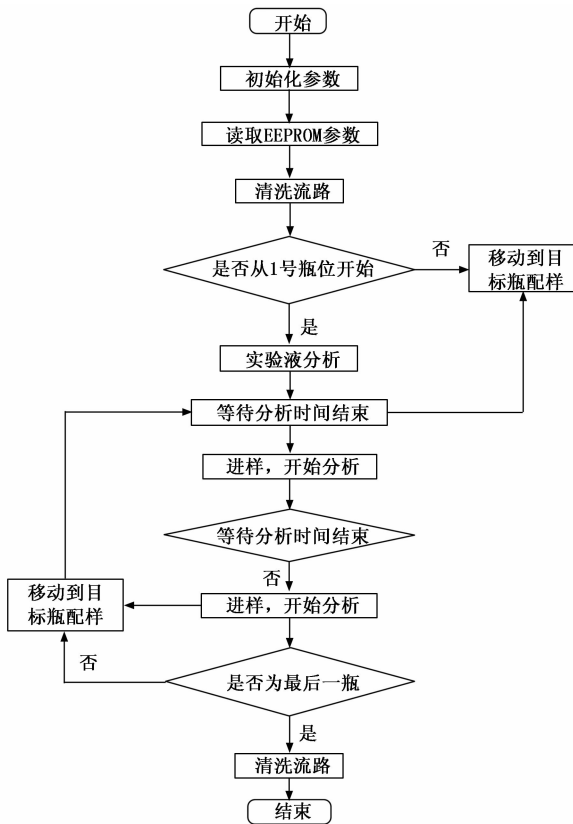 开始
初始化参数
读取EEPROM参数
清洗流路
是否从1号瓶位开始
否
移动到目
标瓶配样
是
实验液分析
等待分析时间结束
进样，开始分析
等待分析时间结束
否
移动到目
标瓶配样
进样，开始分析
否
是否为最后一瓶
是
清洗流路
结束